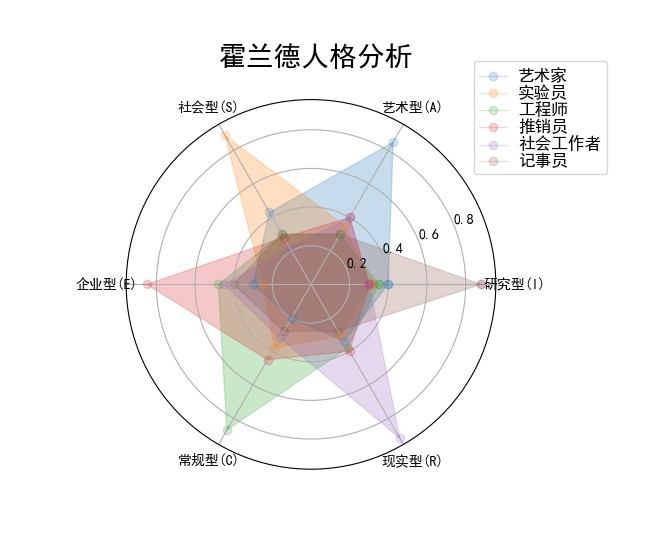 霍兰德人格分析
艺术家
实验员
工程师
推销员
社会工作者
记事员
社会型(S)
艺术型(A)
0.8
0.6
0.4
0.2
企业型(E)
研究型(I)
常规型(C)
现实型(R)